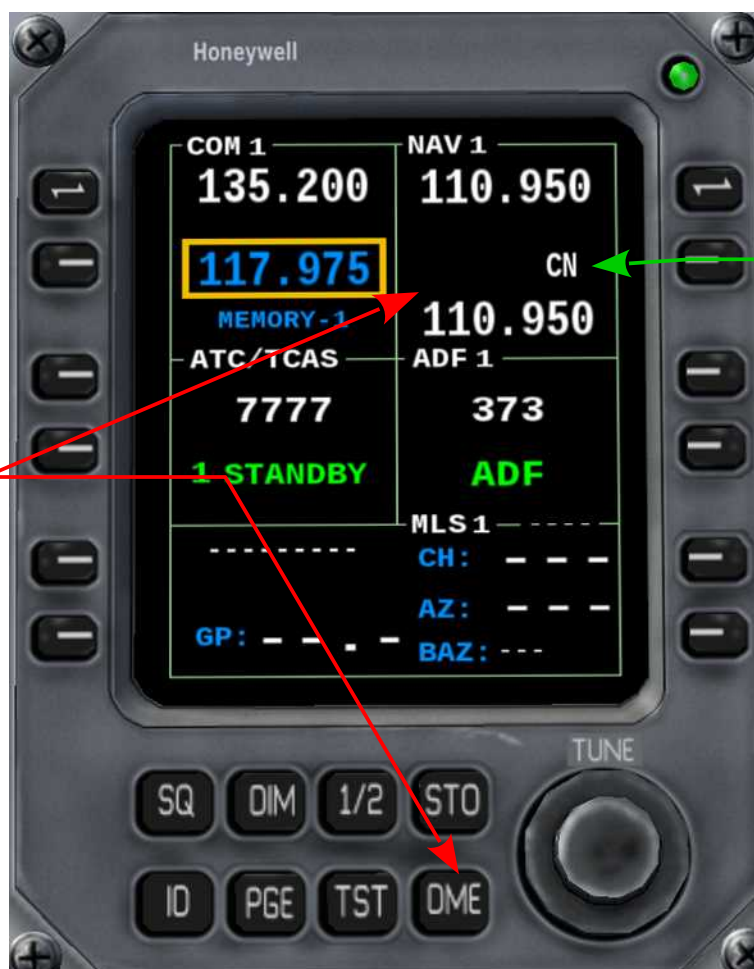 Honeywell
COM 1
135.200
117.975
MEMORY-1
NAV 1
110.950
CN
110.950
ATC/TCAS
7777
1 STANDBY
ADF 1
373
ADF
---------
GP: - - . -
MLS 1 -----
CH: - - -
AZ: - - -
BAZ: ---
TUNE
SQ DIM 1/2 STO
ID PGE TST DME